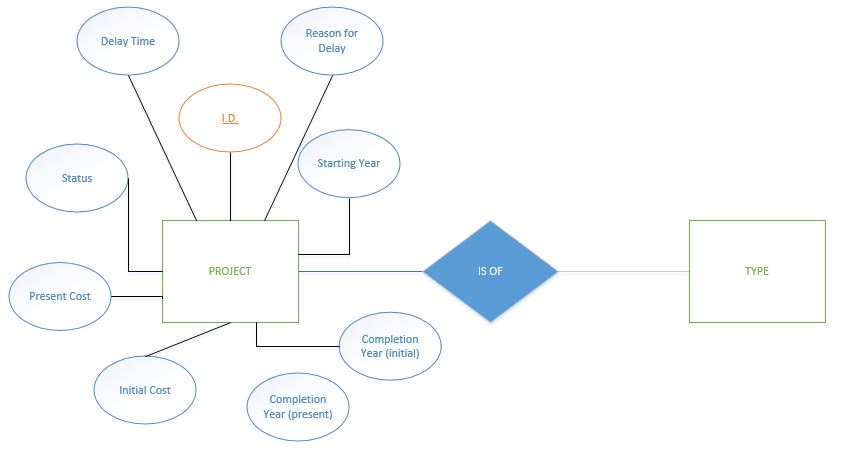 Delay Time
Reason for
Delay
I.D.
Starting Year
Status
PROJECT
IS OF
TYPE
Present Cost
Completion
Year (initial)
Initial Cost
Completion
Year (present)